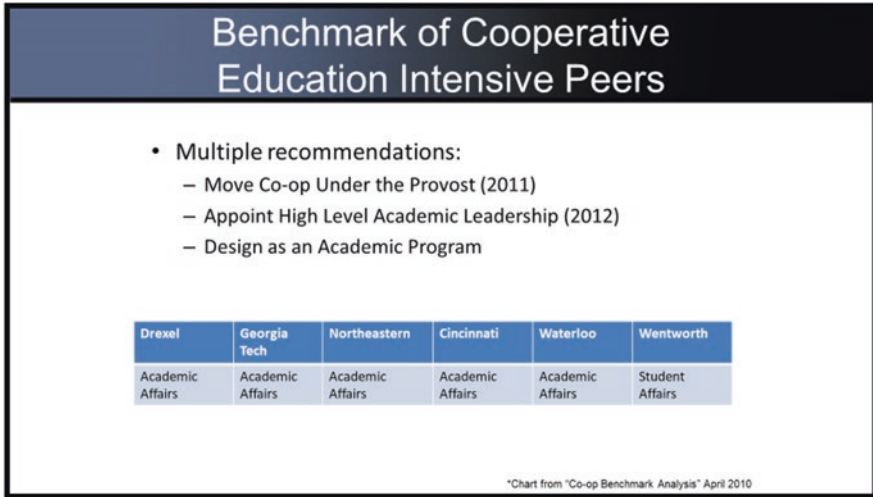 Benchmark of Cooperative
Education Intensive Peers
• Multiple recommendations:
– Move Co-op Under the Provost (2011)
– Appoint High Level Academic Leadership (2012)
– Design as an Academic Program
Drexel Georgia Tech Northeastern Cincinnati Waterloo Wentworth
Academic Affairs Academic Affairs Academic Affairs Academic Affairs Academic Affairs Student Affairs
*Chart from "Co-op Benchmark Analysis" April 2010